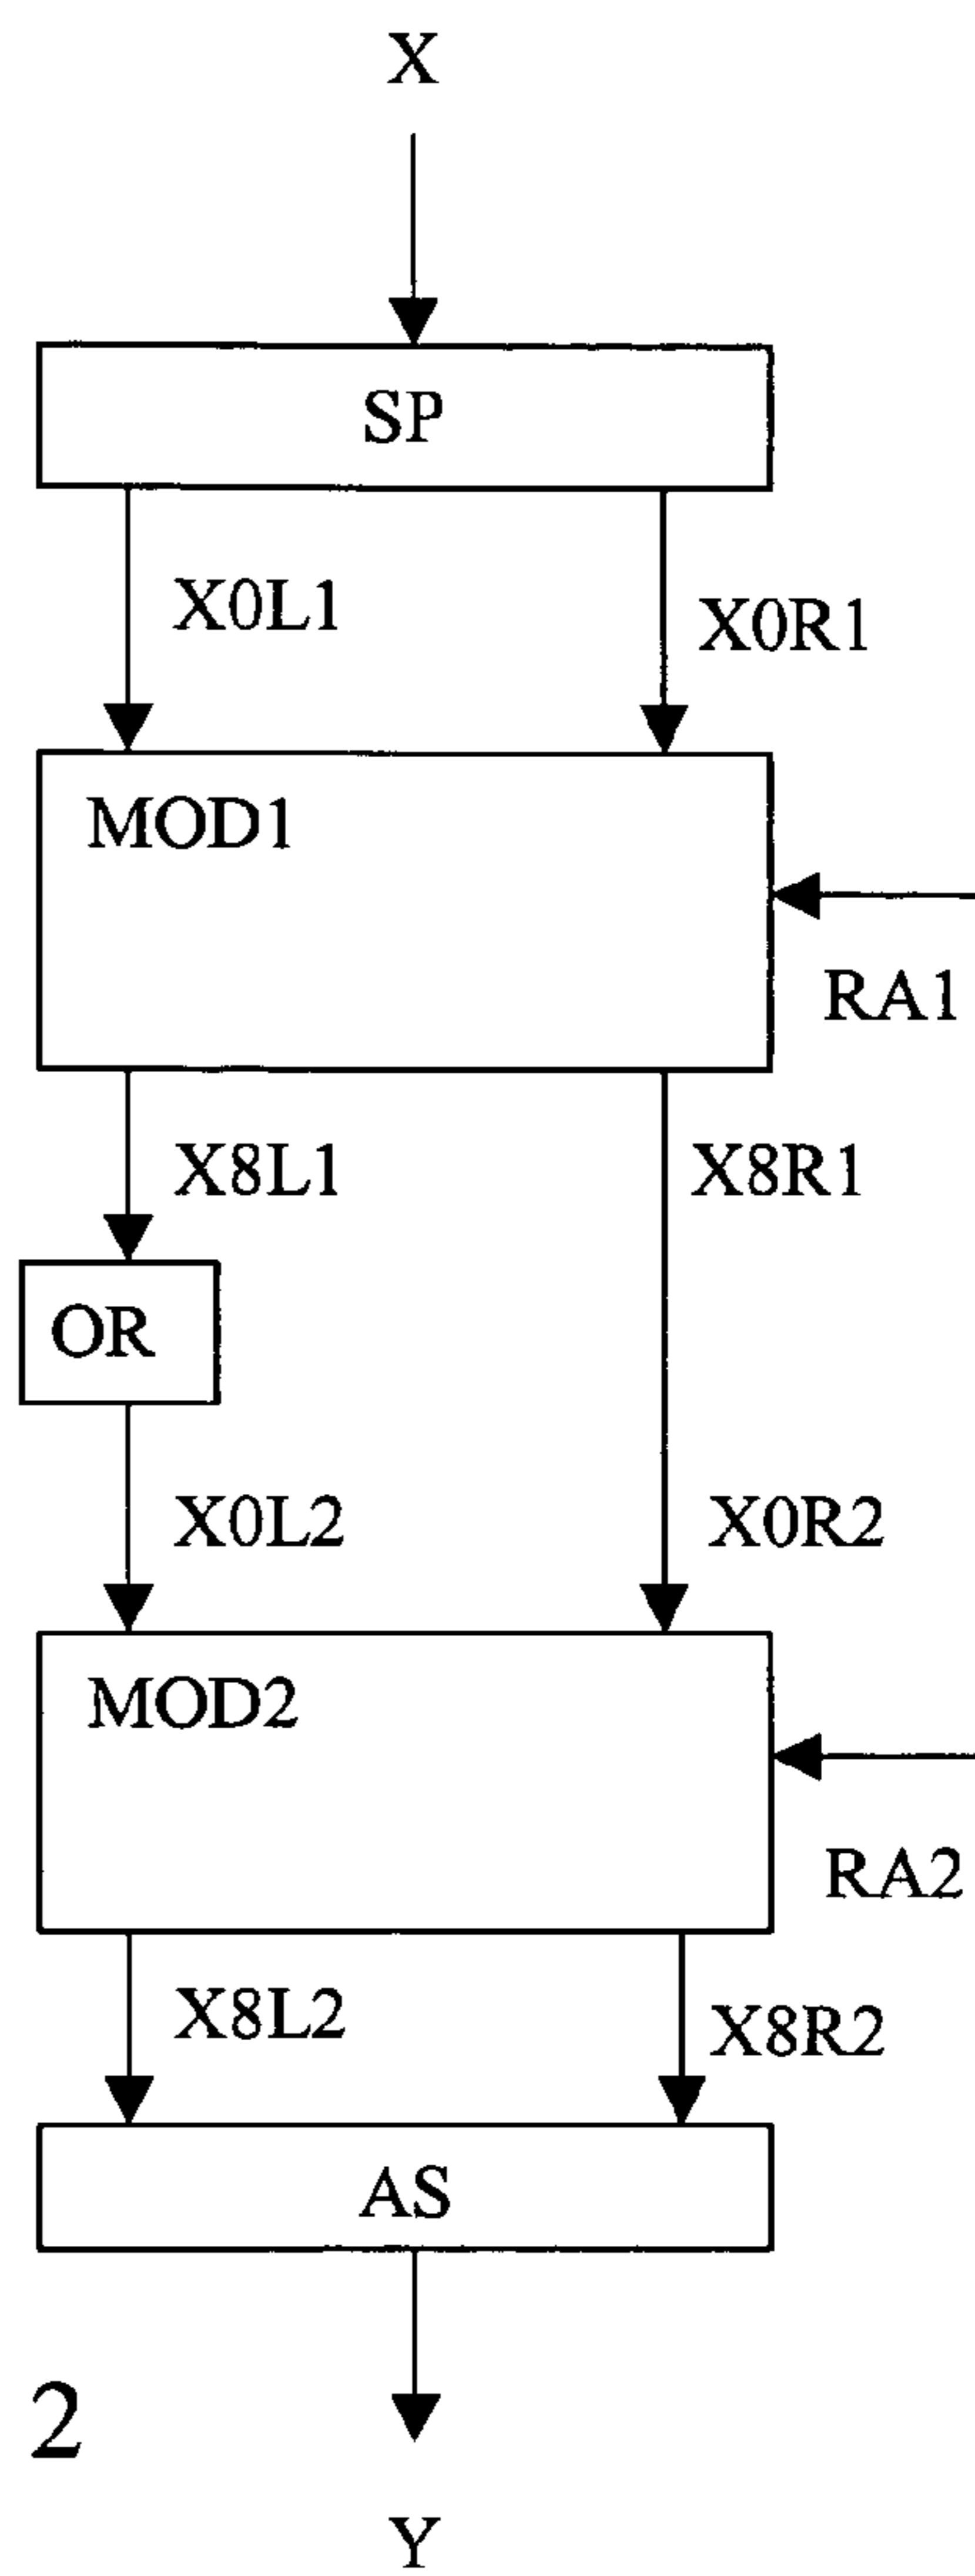 X
SP
X0L1
X0R1
MOD1
RA1
X8L1
X8R1
OR
X0L2
X0R2
MOD2
RA2
X8L2
X8R2
AS
2
Y